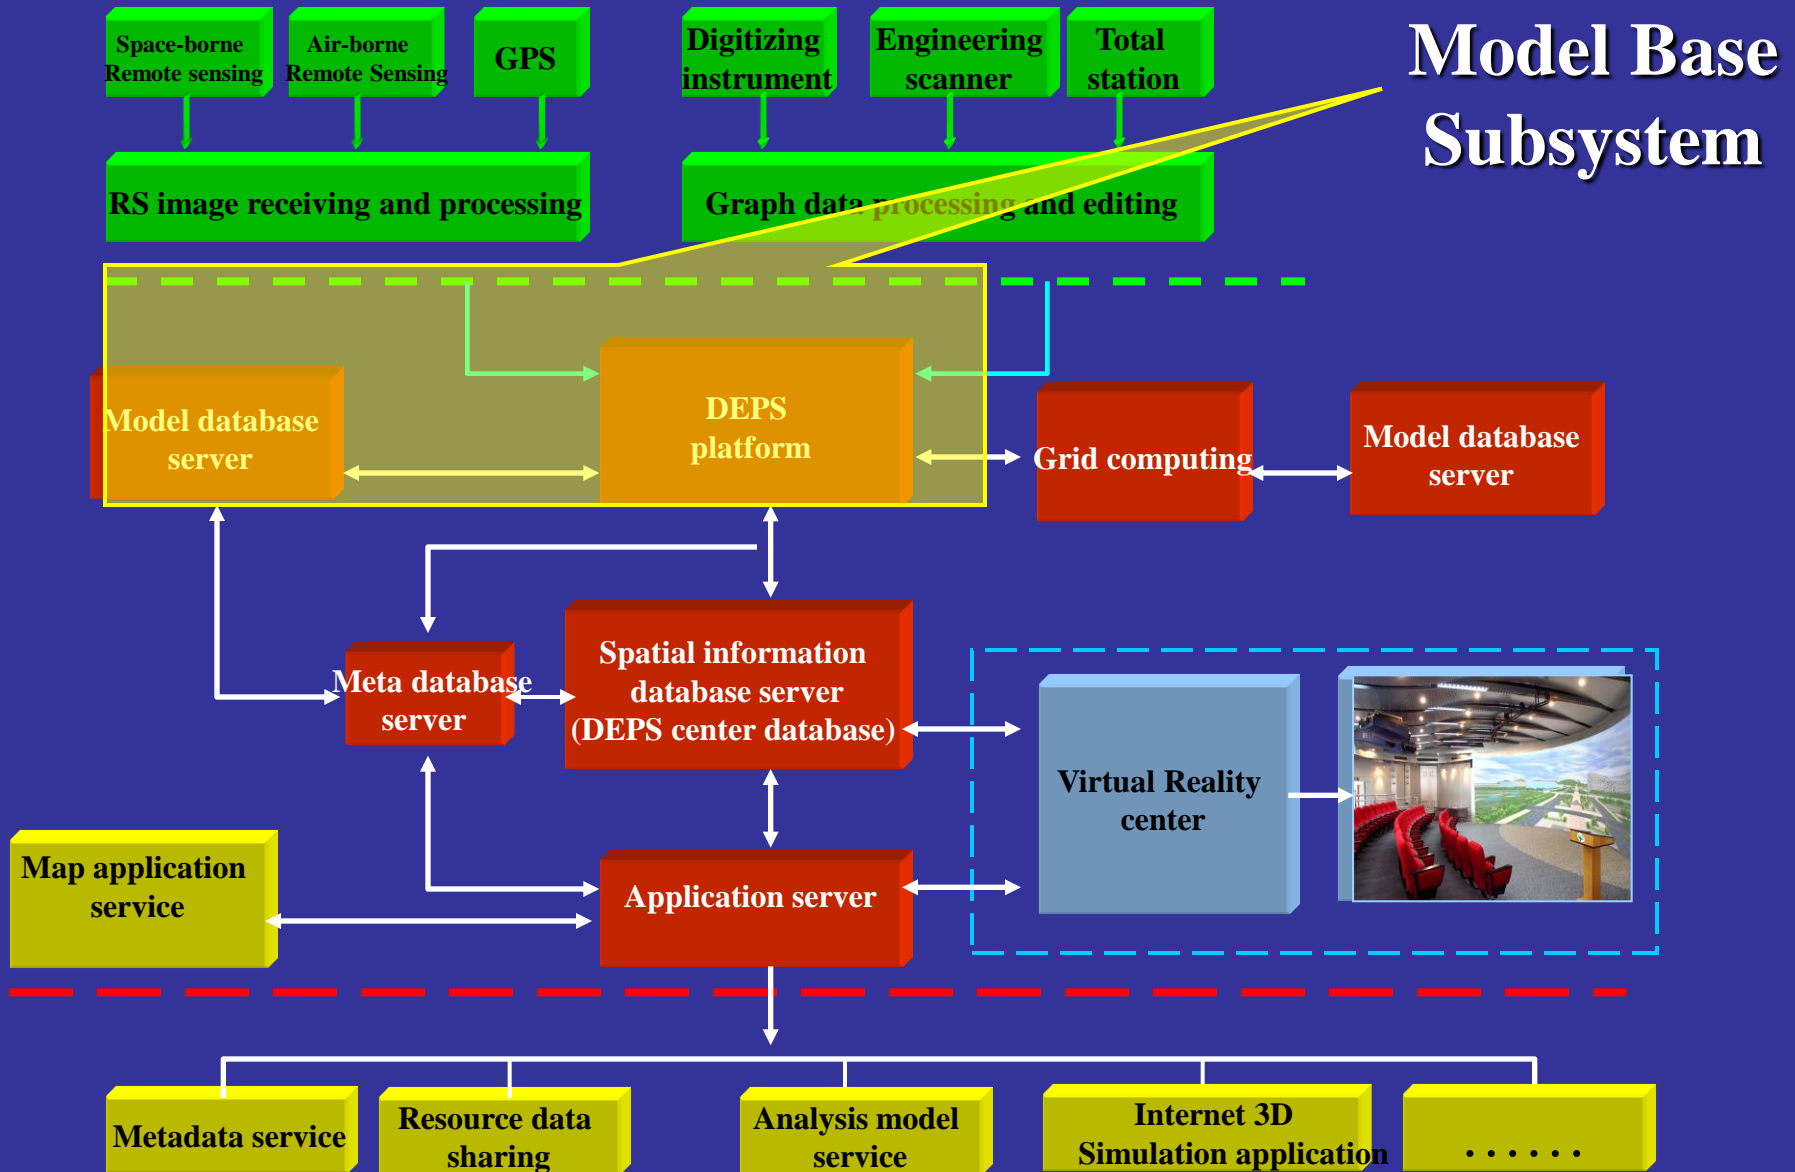 Model Base
Subsystem
Space-borne
Remote sensing
Air-borne
Remote Sensing
GPS
Digitizing
instrument
Engineering
scanner
Total
station
RS image receiving and processing
Graph data processing and editing
Model database
server
DEPS
platform
Grid computing
Model database
server
Meta database
server
Spatial information
database server
(DEPS center database)
Virtual Reality
center
Map application
service
Application server
Metadata service
Resource data
sharing
Analysis model
service
Internet 3D
Simulation application
. . . . . .